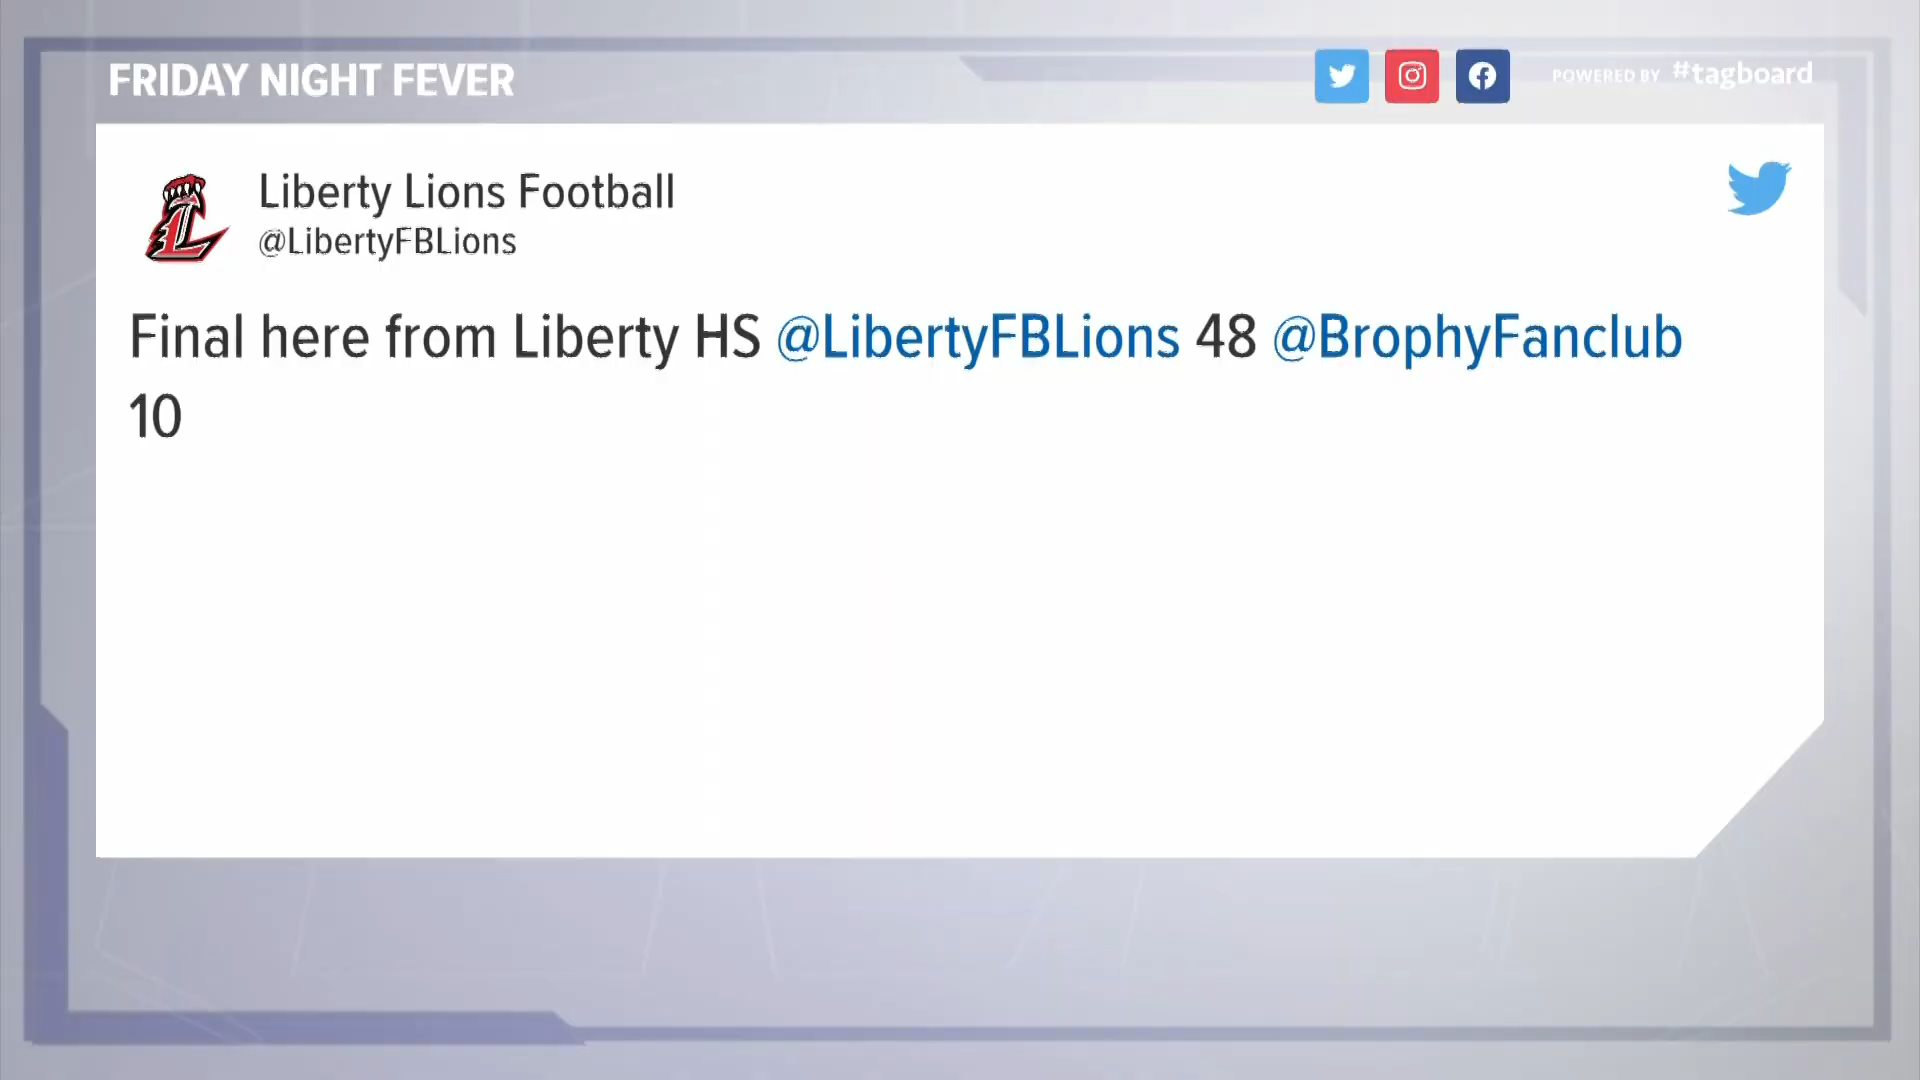 FRIDAY NIGHT FEVER
POWERED BY #tagboard
Liberty Lions Football
@LibertyFBLions
Final here from Liberty HS @LibertyFBLions 48 @BrophyFanclub
10